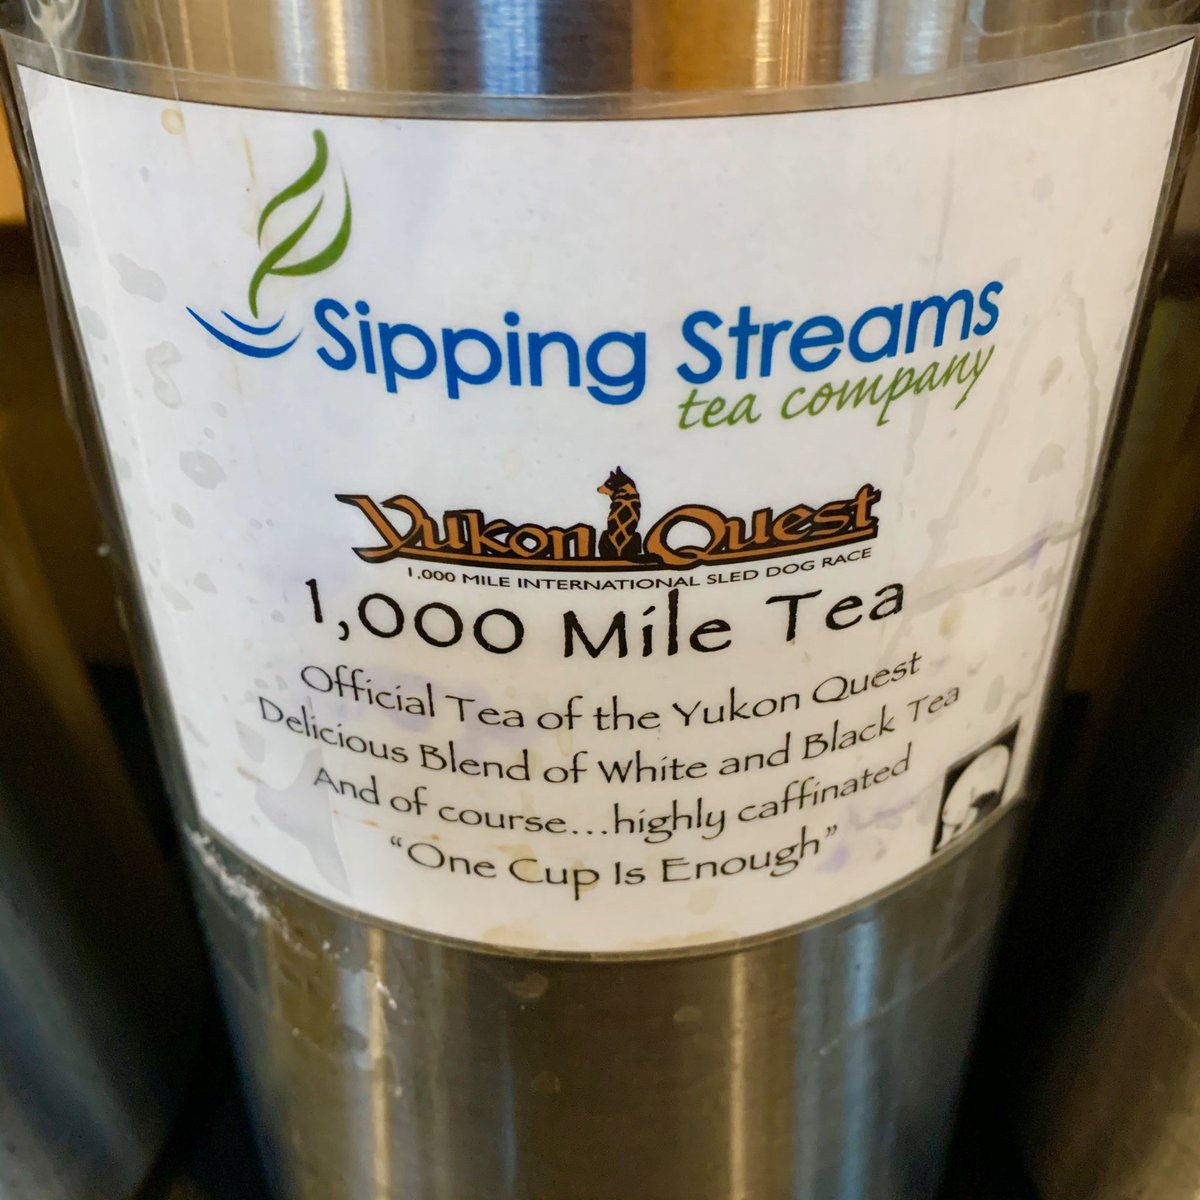 Sipping Streams
tea company
Yukon Quest
1,000 MILE INTERNATIONAL SLED DOG RACE
1,000 Mile Tea
Official Tea of the Yukon Quest
Delicious Blend of White and Black Tea
And of course...highly caffinated
“One Cup Is Enough”